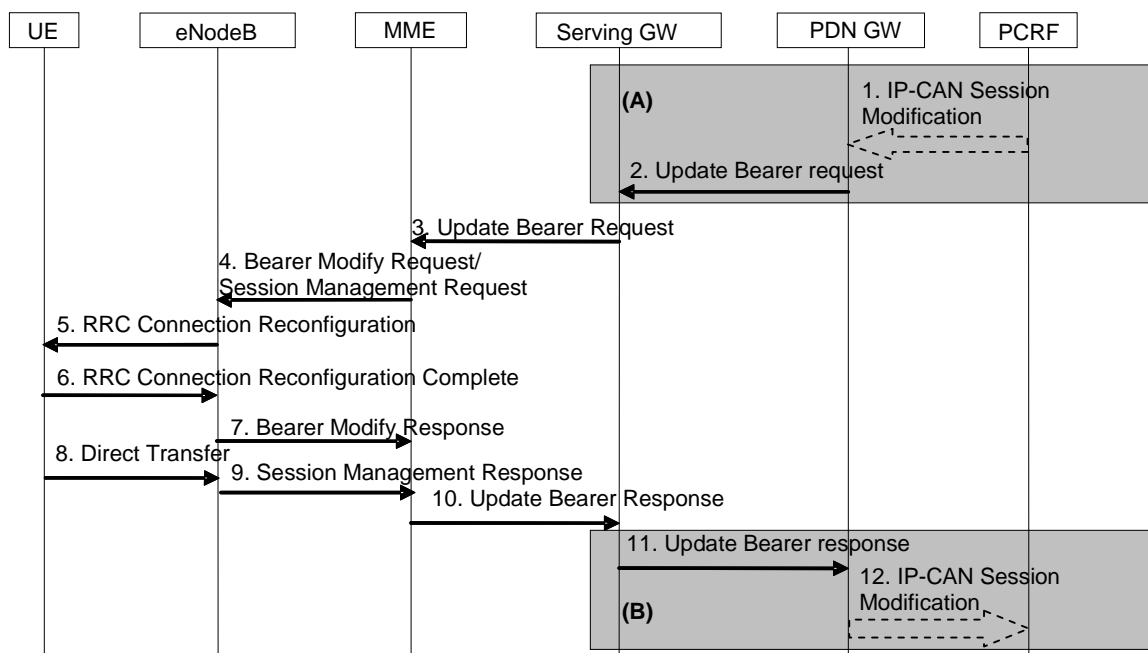 UE eNodeB MME Serving GW PDN GW PCRF
(A)
1. IP-CAN Session
Modification
2. Update Bearer request
3. Update Bearer Request
4. Bearer Modify Request/
Session Management Request
5. RRC Connection Reconfiguration
6. RRC Connection Reconfiguration Complete
7. Bearer Modify Response
8. Direct Transfer
9. Session Management Response
10. Update Bearer Response
11. Update Bearer response
12. IP-CAN Session
Modification
(B)